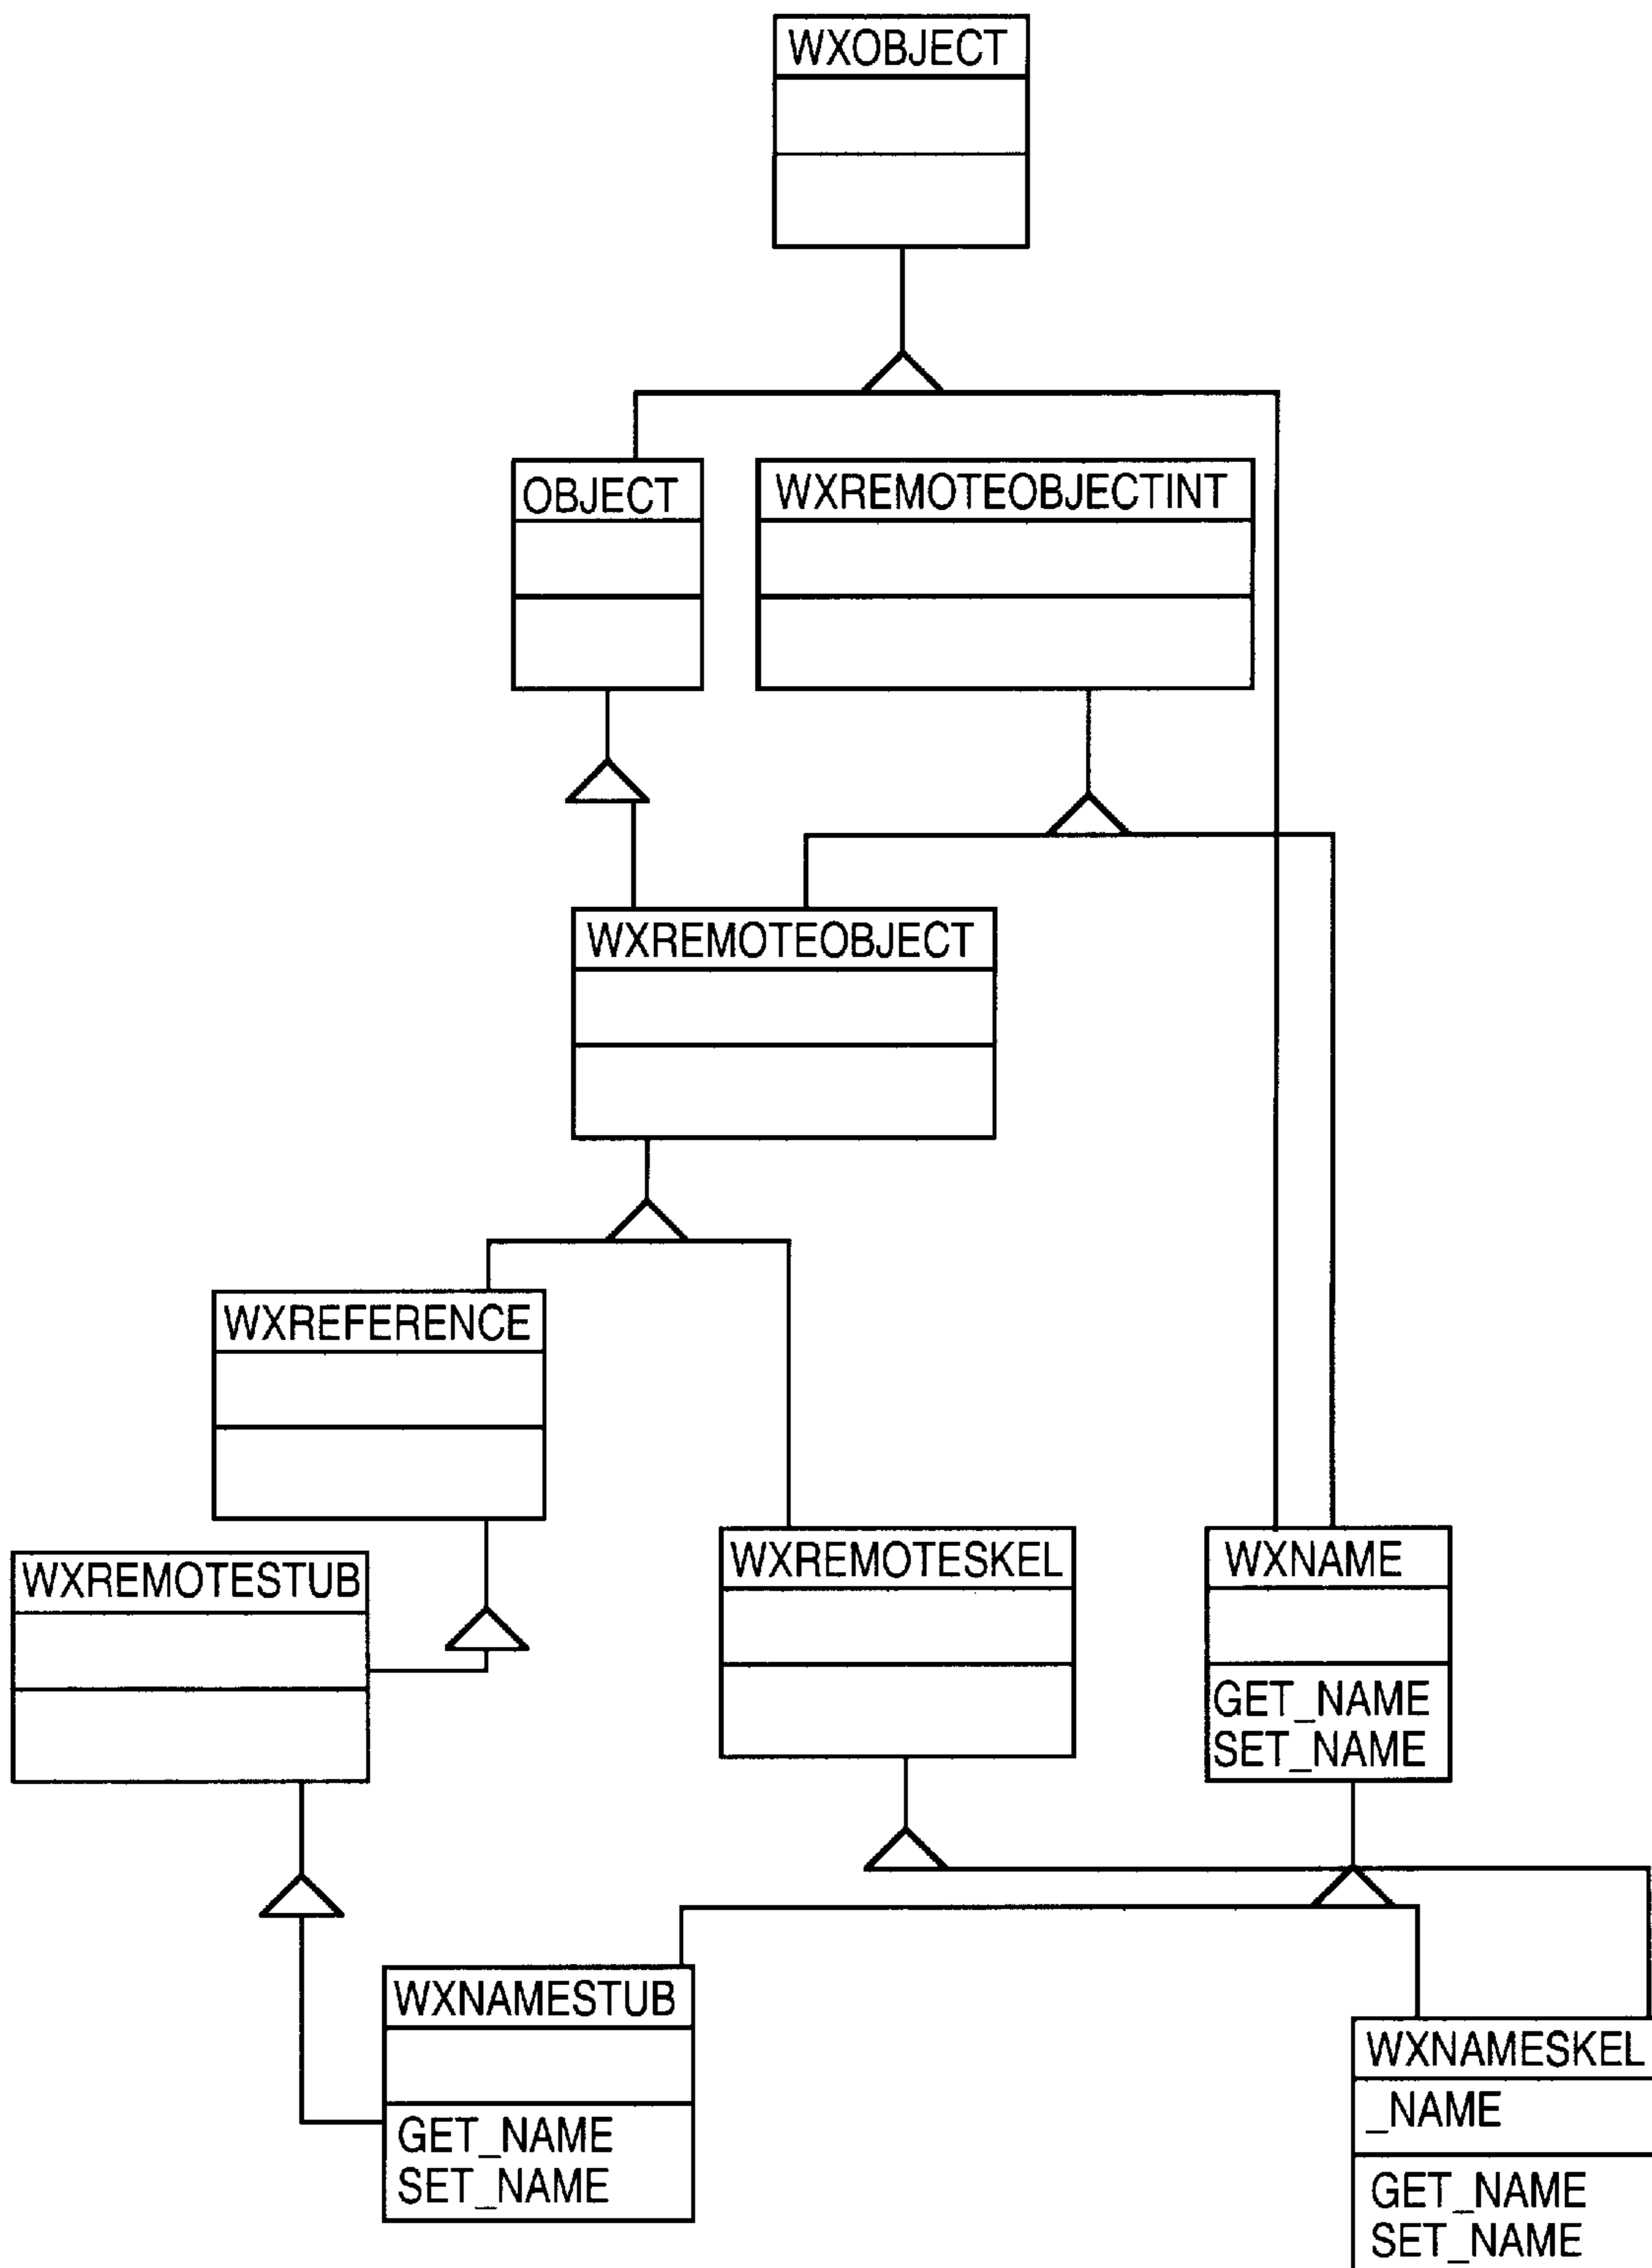 WXOBJECT
OBJECT
WXREMOTEOBJECTINT
WXREMOTEOBJECT
WXREFERENCE
WXREMOTESTUB
WXREMOTESKEL
WXNAME
GET_NAME
SET_NAME
WXNAMESTUB
GET_NAME
SET_NAME
WXNAMESKEL
_NAME
GET_NAME
SET_NAME